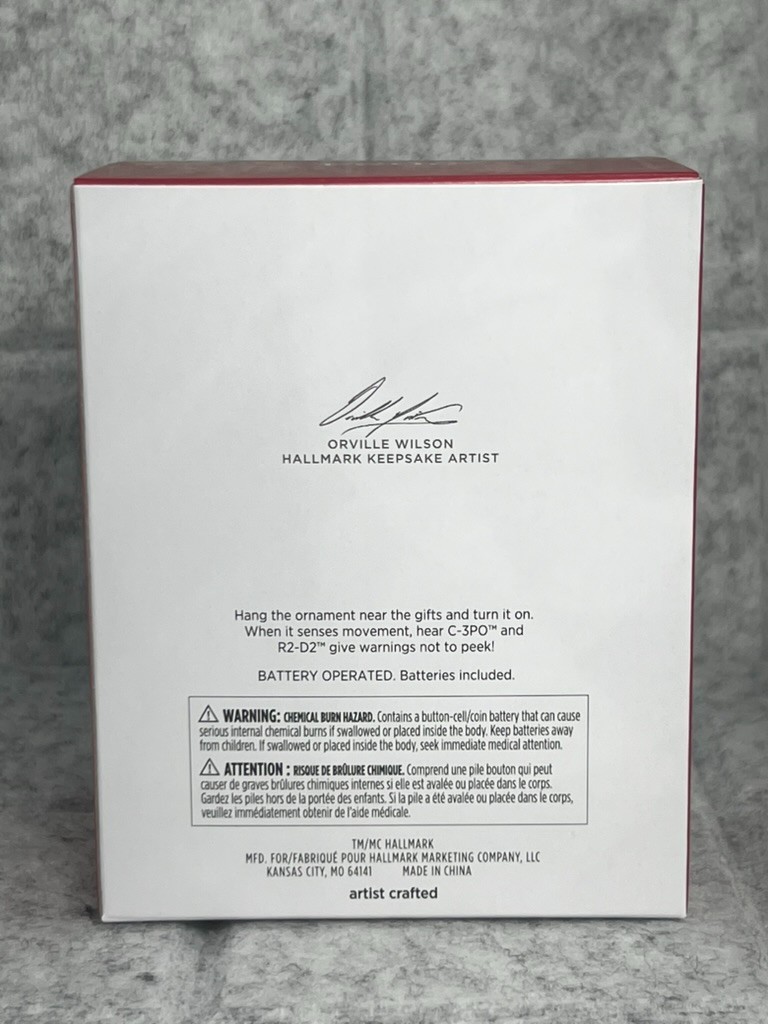 ORVILLE WILSON
HALLMARK KEEPSAKE ARTIST
Hang the ornament near the gifts and turn it on.
When it senses movement, hear C-3PO™ and
R2-D2™ give warnings not to peek!
BATTERY OPERATED. Batteries included.
WARNING: CHEMICAL BURN HAZARD. Contains a button-cell/coin battery that can cause
serious internal chemical burns if swallowed or placed inside the body. Keep batteries away
from children. If swallowed or placed inside the body, seek immediate medical attention.
ATTENTION : RISQUE DE BRÛLURE CHIMIQUE. Comprend une pile bouton qui peut
causer de graves brûlures chimiques internes si elle est avalée ou placée dans le corps.
Gardez les piles hors de la portée des enfants. Si la pile a été avalée ou placée dans le corps,
veuillez immédiatement obtenir de l'aide médicale.
TM/MC HALLMARK
MFD. FOR/FABRIQUÉ POUR HALLMARK MARKETING COMPANY, LLC
KANSAS CITY, MO 64141 MADE IN CHINA
artist crafted